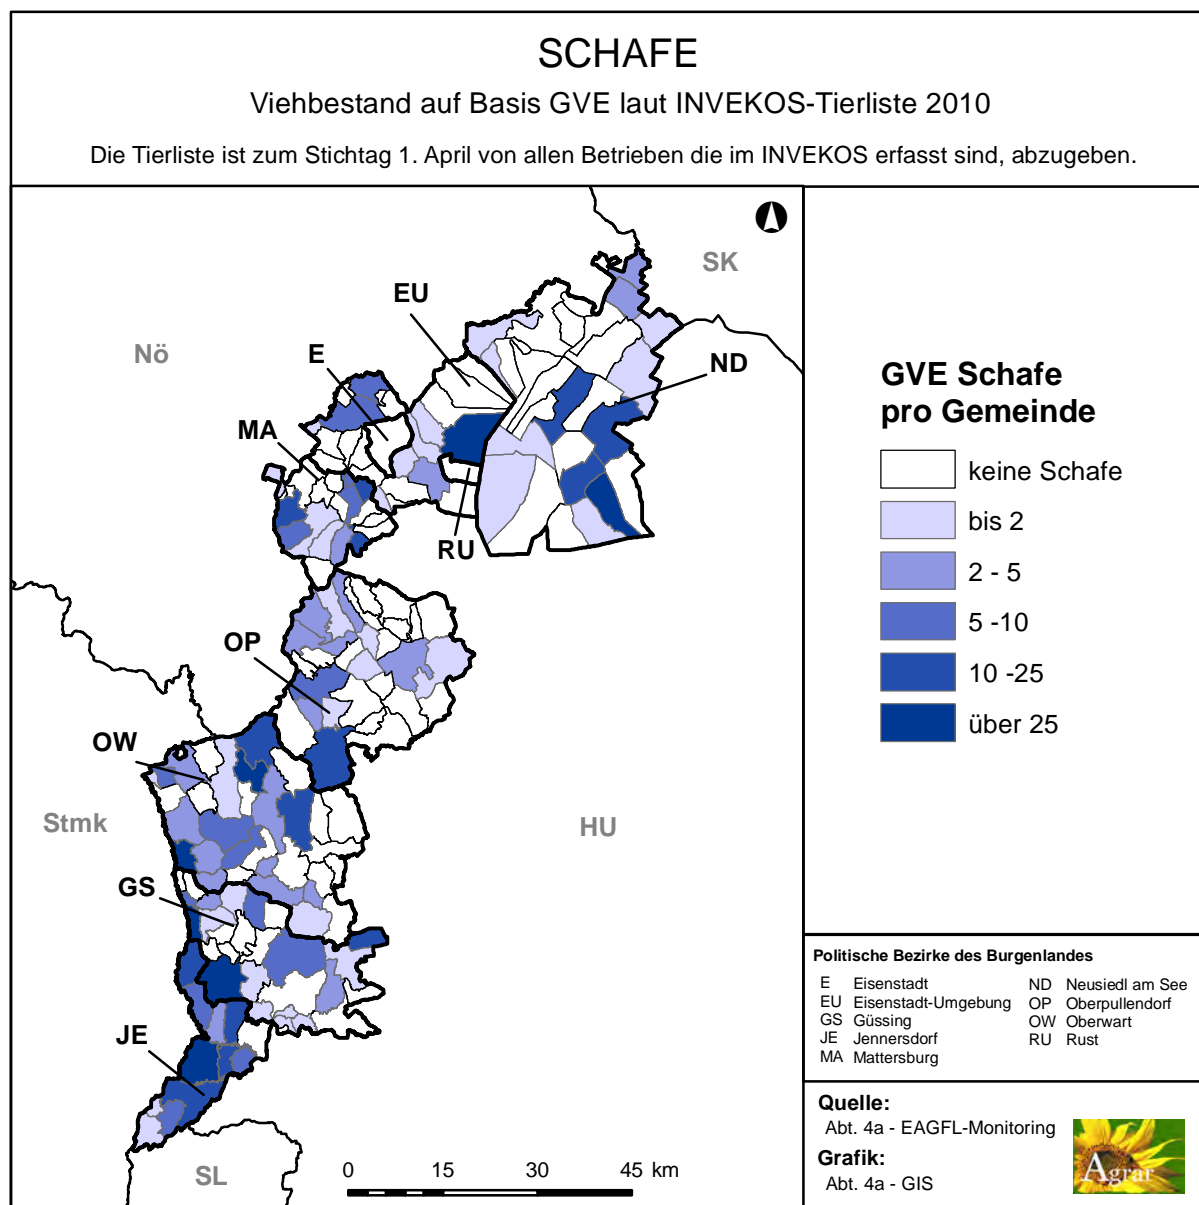 SCHAFE
Viehbestand auf Basis GVE laut INVEKOS-Tierliste 2010
Die Tierliste ist zum Stichtag 1. April von allen Betrieben die im INVEKOS erfasst sind, abzugeben.
SK
EU
Nö
E
ND
MA
RU
OP
OW
Stmk
HU
GS
JE
SL
0 15 30 45 km
GVE Schafe
pro Gemeinde
keine Schafe
bis 2
2 - 5
5 -10
10 -25
über 25
Politische Bezirke des Burgenlandes
E Eisenstadt
EU Eisenstadt-Umgebung
GS Güssing
JE Jennersdorf
MA Mattersburg
ND Neusiedl am See
OP Oberpullendorf
OW Oberwart
RU Rust
Quelle:
Abt. 4a - EAGFL-Monitoring
Grafik:
Abt. 4a - GIS
Agrar